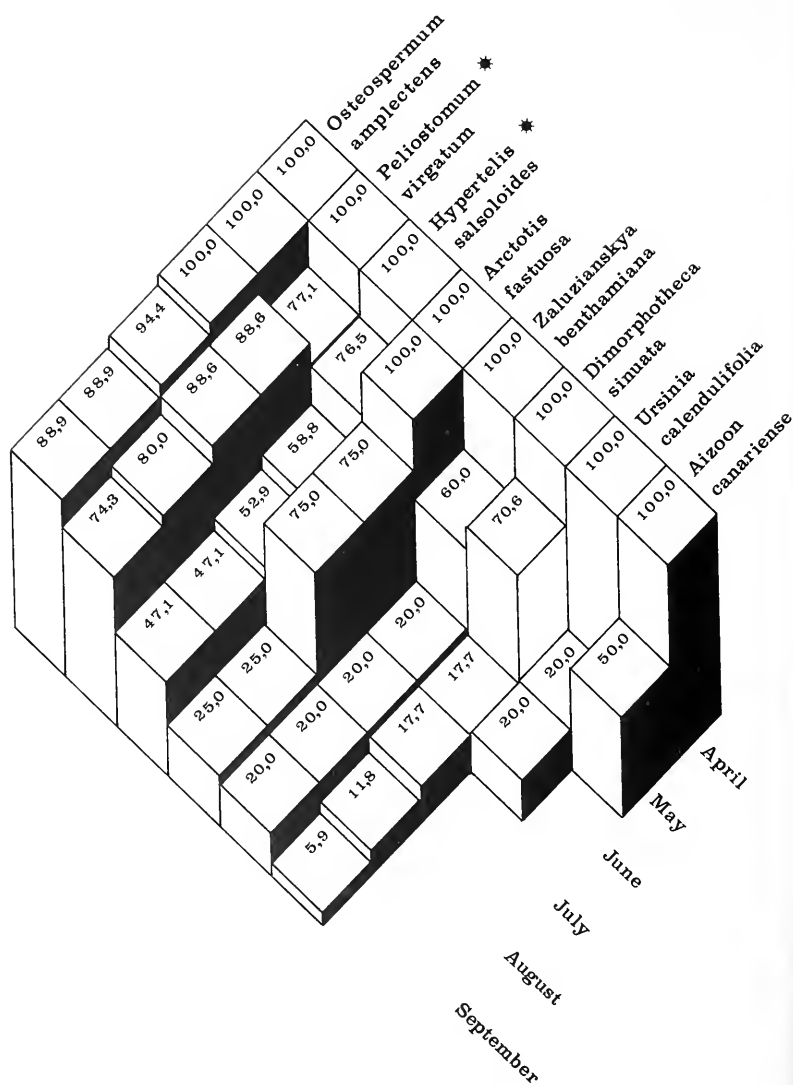 Osteospermum
amplectens
Peliostomum ✷
virgatum
Hypertelis ✷
salsoloides
Arctotis
fastuosa
Zaluzianskya
benthamiana
Dimorphotheca
sinuata
Ursinia
calendulifolia
Aizoon
canariense
100,0
100,0
100,0
94,4
88,9
88,9
100,0
77,1
88,6
88,6
80,0
74,3
100,0
76,5
58,8
52,9
47,1
47,1
100,0
100,0
75,0
75,0
25,0
25,0
100,0
60,0
20,0
20,0
20,0
20,0
100,0
70,6
17,7
17,7
11,8
5,9
100,0
20,0
20,0
100,0
50,0
April
May
June
July
August
September